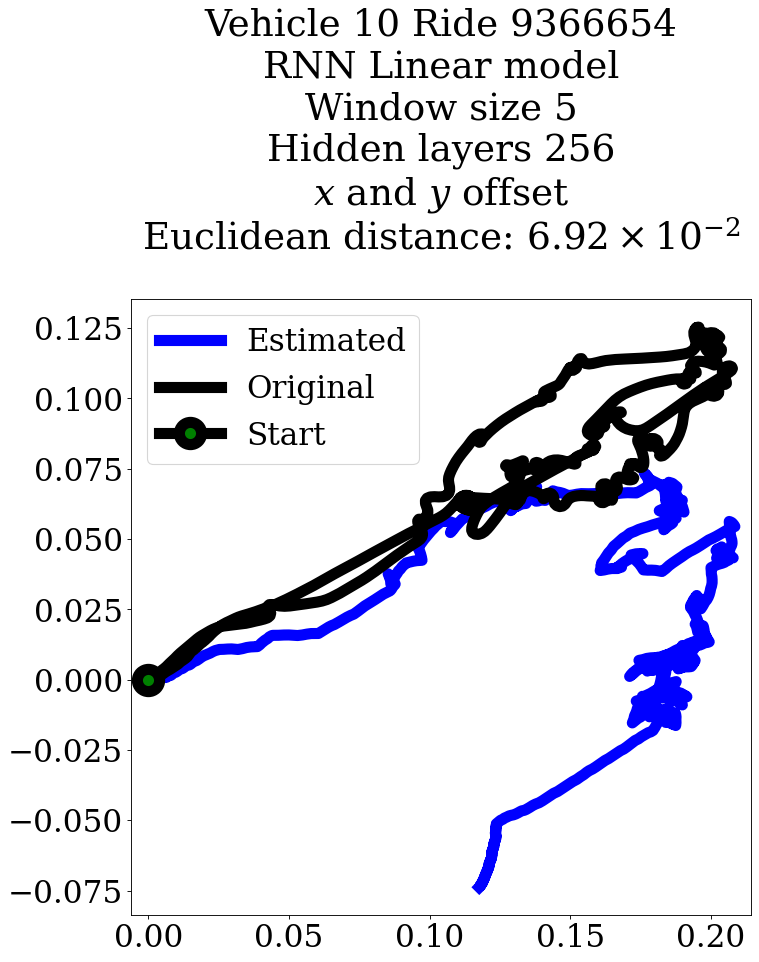 Vehicle 10 Ride 9366654
RNN Linear model
Window size 5
Hidden layers 256
x and y offset
Euclidean distance: 6.92 × 10⁻²
Estimated
Original
Start
0.125
0.100
0.075
0.050
0.025
0.000
−0.025
−0.050
−0.075
0.00 0.05 0.10 0.15 0.20